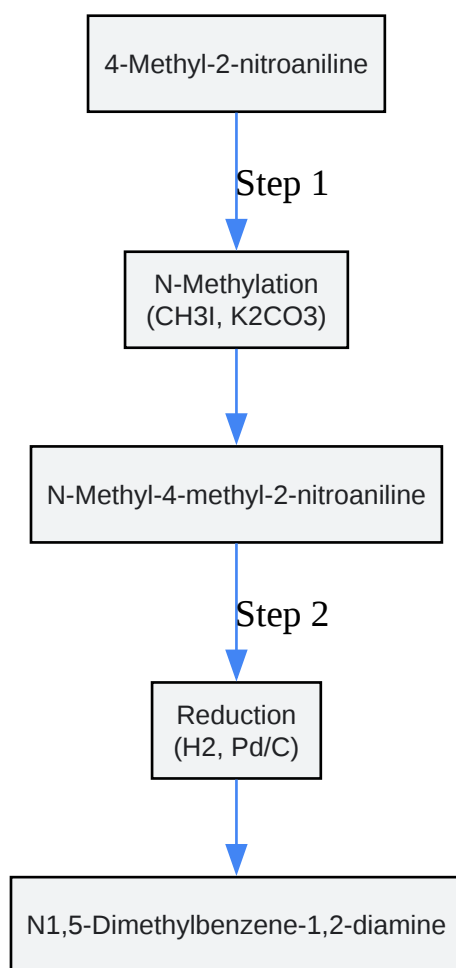 4-Methyl-2-nitroaniline
Step 1
N-Methylation
(CH3I, K2CO3)
N-Methyl-4-methyl-2-nitroaniline
Step 2
Reduction
(H2, Pd/C)
N1,5-Dimethylbenzene-1,2-diamine